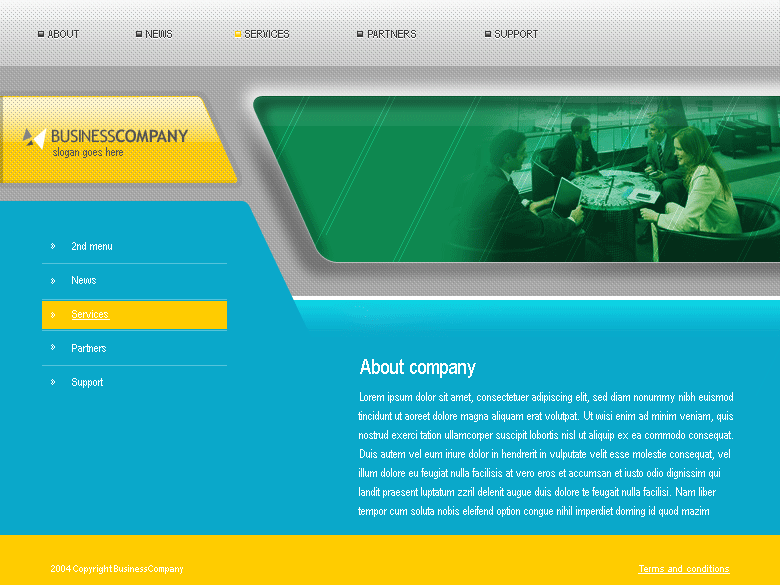 ABOUT NEWS SERVICES PARTNERS SUPPORT
BUSINESSCOMPANY
slogan goes here
2nd menu
News
Services
Partners
Support
About company
Lorem ipsum dolor sit amet, consectetuer adipiscing elit, sed diam nonummy nibh euismod
tincidunt ut aoreet dolore magna aliquam erat volutpat. Ut wisi enim ad minim veniam, quis
nostrud exerci tation ullamcorper suscipit lobortis nisl ut aliquip ex ea commodo consequat.
Duis autem vel eum iriure dolor in hendrerit in vulputate velit esse molestie consequat, vel
illum dolore eu feugiat nulla facilisis at vero eros et accumsan et iusto odio dignissim qui
landit praesent luptatum zzril delenit augue duis dolore te feugait nulla facilisi. Nam liber
tempor cum soluta nobis eleifend option congue nihil imperdiet doming id quod mazim
2004 Copyright BusinessCompany
Terms and conditions